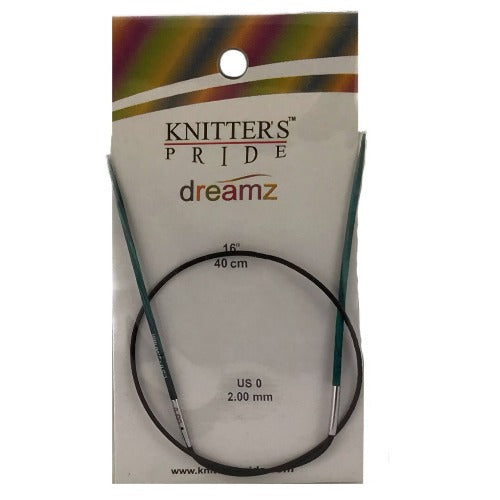 KNITTER'S™
PRIDE
dreamz
16"
40 cm
US 0
2.00 mm